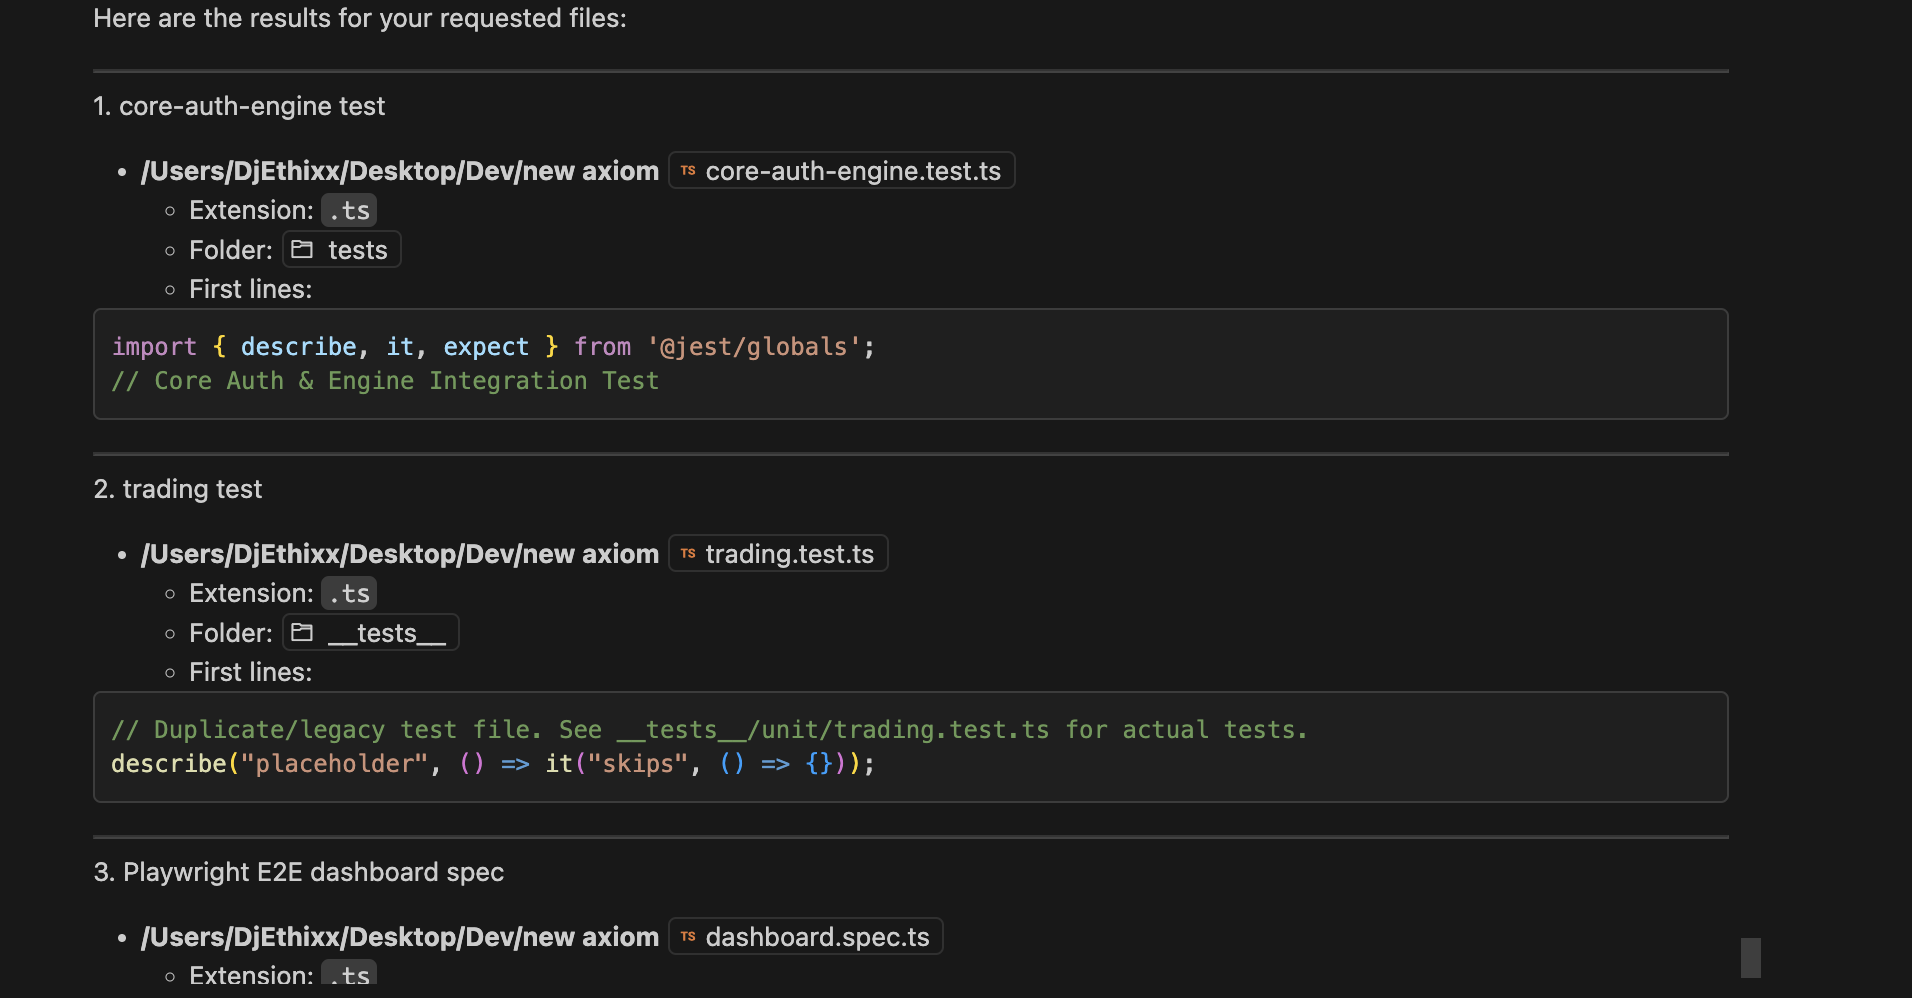 Here are the results for your requested files:
1. core-auth-engine test
• /Users/DjEthixx/Desktop/Dev/new axiom TS core-auth-engine.test.ts
◦ Extension: .ts
◦ Folder: tests
◦ First lines:
import { describe, it, expect } from '@jest/globals';
// Core Auth & Engine Integration Test
2. trading test
• /Users/DjEthixx/Desktop/Dev/new axiom TS trading.test.ts
◦ Extension: .ts
◦ Folder: __tests__
◦ First lines:
// Duplicate/legacy test file. See __tests__/unit/trading.test.ts for actual tests.
describe("placeholder", () => it("skips", () => {}));
3. Playwright E2E dashboard spec
• /Users/DjEthixx/Desktop/Dev/new axiom TS dashboard.spec.ts
◦ Extension: .ts